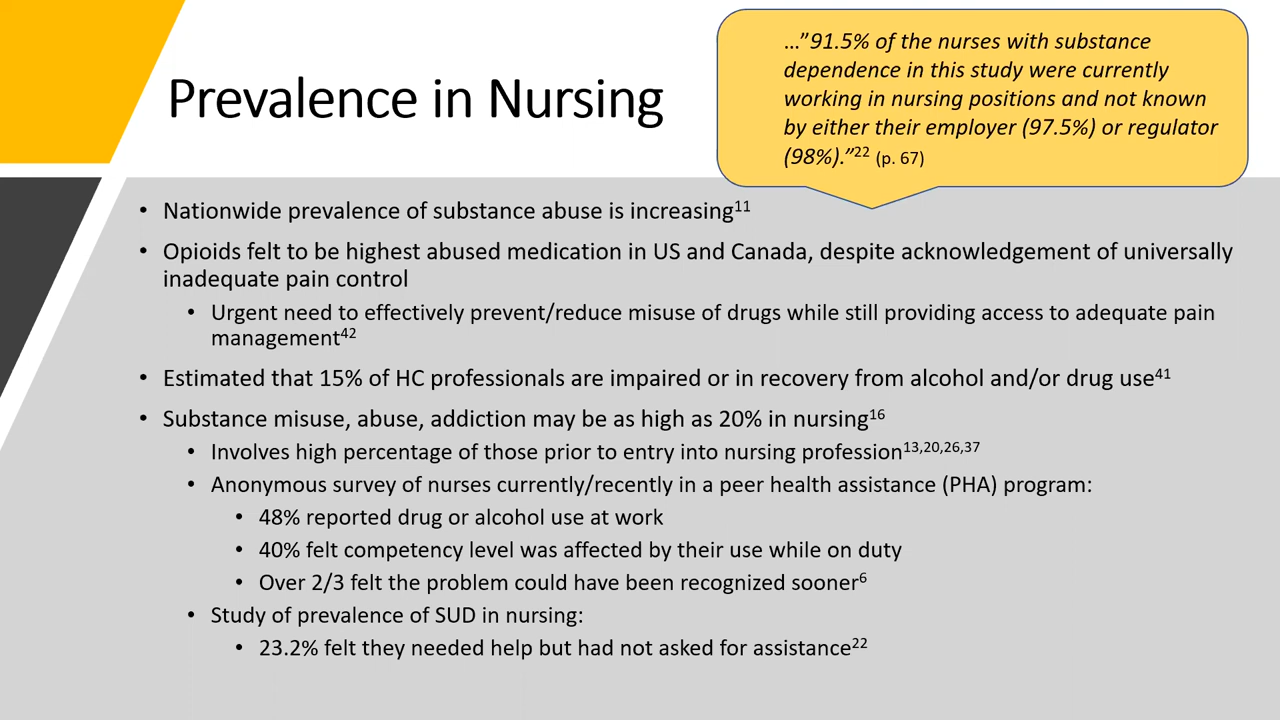 Prevalence in Nursing
…”91.5% of the nurses with substance
dependence in this study were currently
working in nursing positions and not known
by either their employer (97.5%) or regulator
(98%).”22 (p. 67)
• Nationwide prevalence of substance abuse is increasing11
• Opioids felt to be highest abused medication in US and Canada, despite acknowledgement of universally
inadequate pain control
• Urgent need to effectively prevent/reduce misuse of drugs while still providing access to adequate pain
management42
• Estimated that 15% of HC professionals are impaired or in recovery from alcohol and/or drug use41
• Substance misuse, abuse, addiction may be as high as 20% in nursing16
• Involves high percentage of those prior to entry into nursing profession13,20,26,37
• Anonymous survey of nurses currently/recently in a peer health assistance (PHA) program:
• 48% reported drug or alcohol use at work
• 40% felt competency level was affected by their use while on duty
• Over 2/3 felt the problem could have been recognized sooner6
• Study of prevalence of SUD in nursing:
• 23.2% felt they needed help but had not asked for assistance22